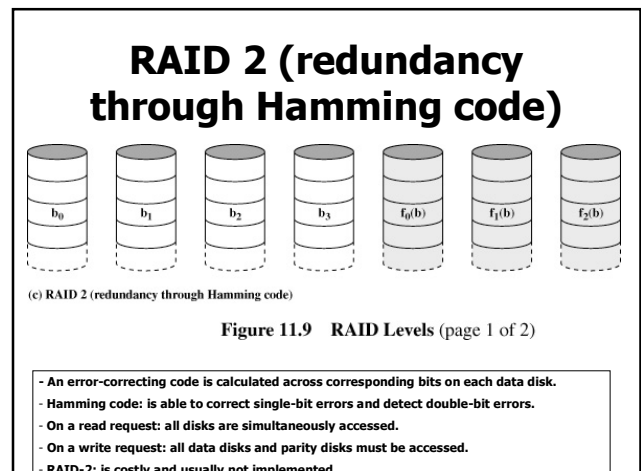 RAID 2 (redundancy
through Hamming code)
b₀ b₁ b₂ b₃ f₀(b) f₁(b) f₂(b)
(c) RAID 2 (redundancy through Hamming code)
Figure 11.9 RAID Levels (page 1 of 2)
- An error-correcting code is calculated across corresponding bits on each data disk.
- Hamming code: is able to correct single-bit errors and detect double-bit errors.
- On a read request: all disks are simultaneously accessed.
- On a write request: all data disks and parity disks must be accessed.
- RAID-2: is costly and usually not implemented